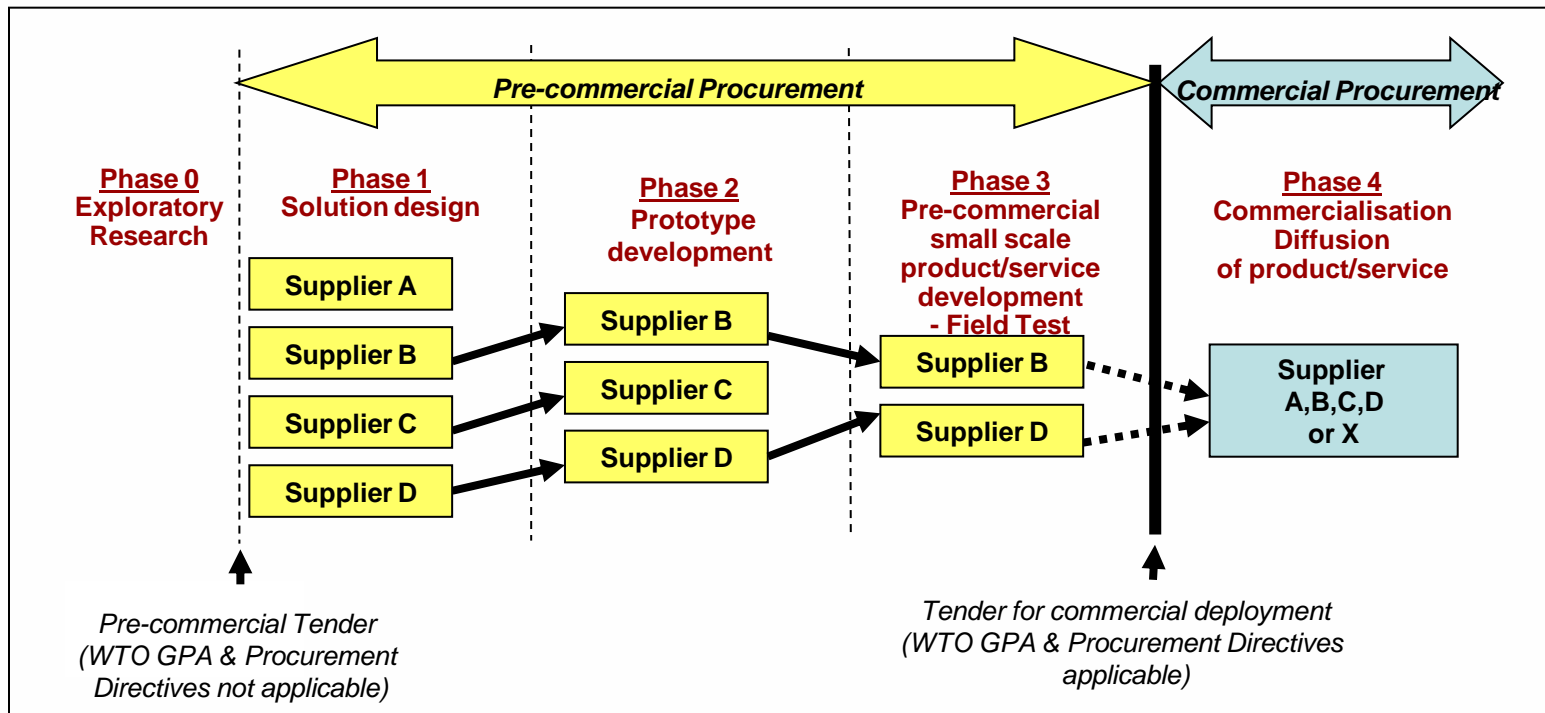 Pre-commercial Procurement
Commercial Procurement
Phase 0
Exploratory
Research
Phase 1
Solution design
Supplier A
Supplier B
Supplier C
Supplier D
Phase 2
Prototype
development
Supplier B
Supplier C
Supplier D
Phase 3
Pre-commercial
small scale
product/service
development
- Field Test
Supplier B
Supplier D
Phase 4
Commercialisation
Diffusion
of product/service
Supplier
A,B,C,D
or X
Pre-commercial Tender
(WTO GPA & Procurement
Directives not applicable)
Tender for commercial deployment
(WTO GPA & Procurement Directives
applicable)